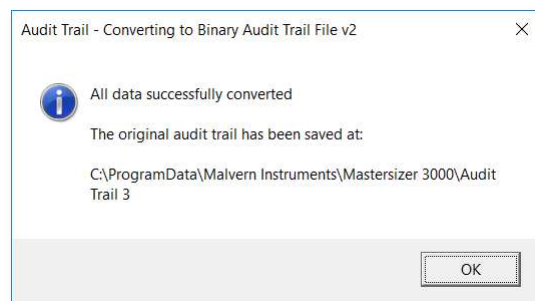 Audit Trail - Converting to Binary Audit Trail File v2
All data successfully converted
The original audit trail has been saved at:
C:\ProgramData\Malvern Instruments\Mastersizer 3000\Audit
Trail 3
OK